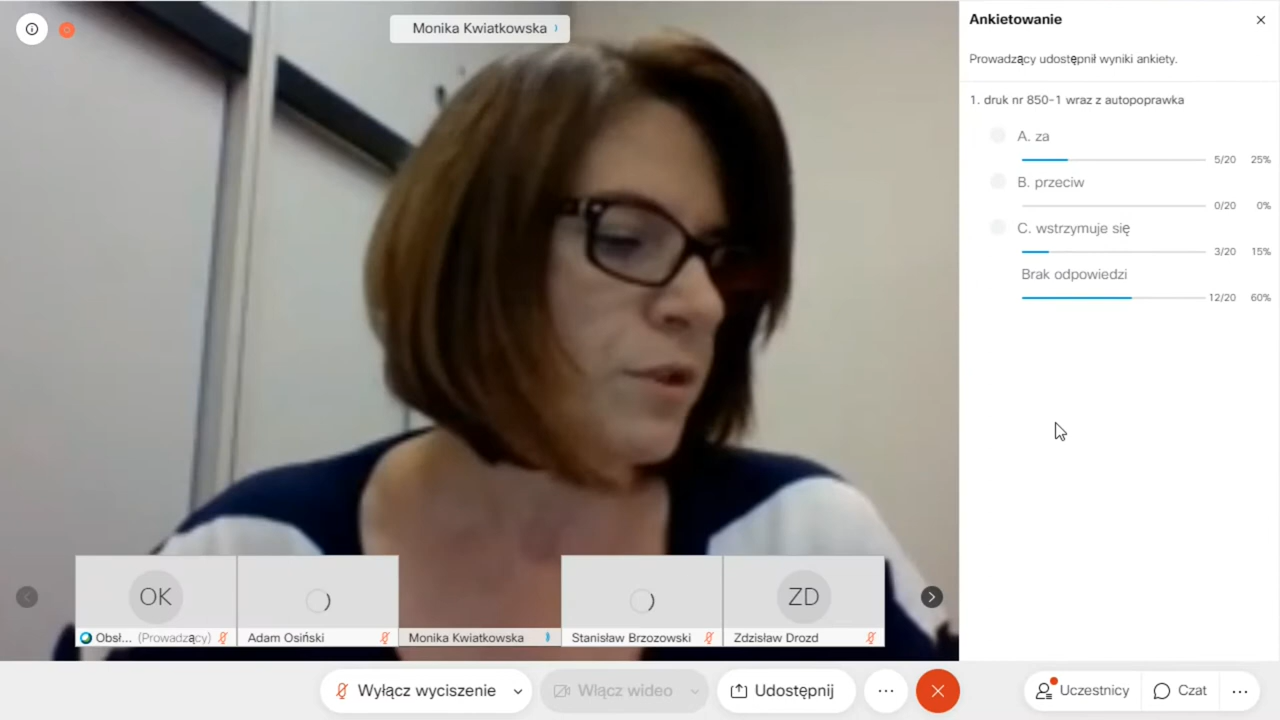 Monika Kwiatkowska
Ankietowanie
Prowadzący udostępnił wyniki ankiety.
1. druk nr 850-1 wraz z autopoprawka
A. za
5/20 25%
B. przeciw
0/20 0%
C. wstrzymuje się
3/20 15%
Brak odpowiedzi
12/20 60%
OK
ZD
Obsł... (Prowadzący)
Adam Osiński
Monika Kwiatkowska
Stanisław Brzozowski
Zdzisław Drozd
Wyłącz wyciszenie
Włącz wideo
Udostępnij
Uczestnicy
Czat